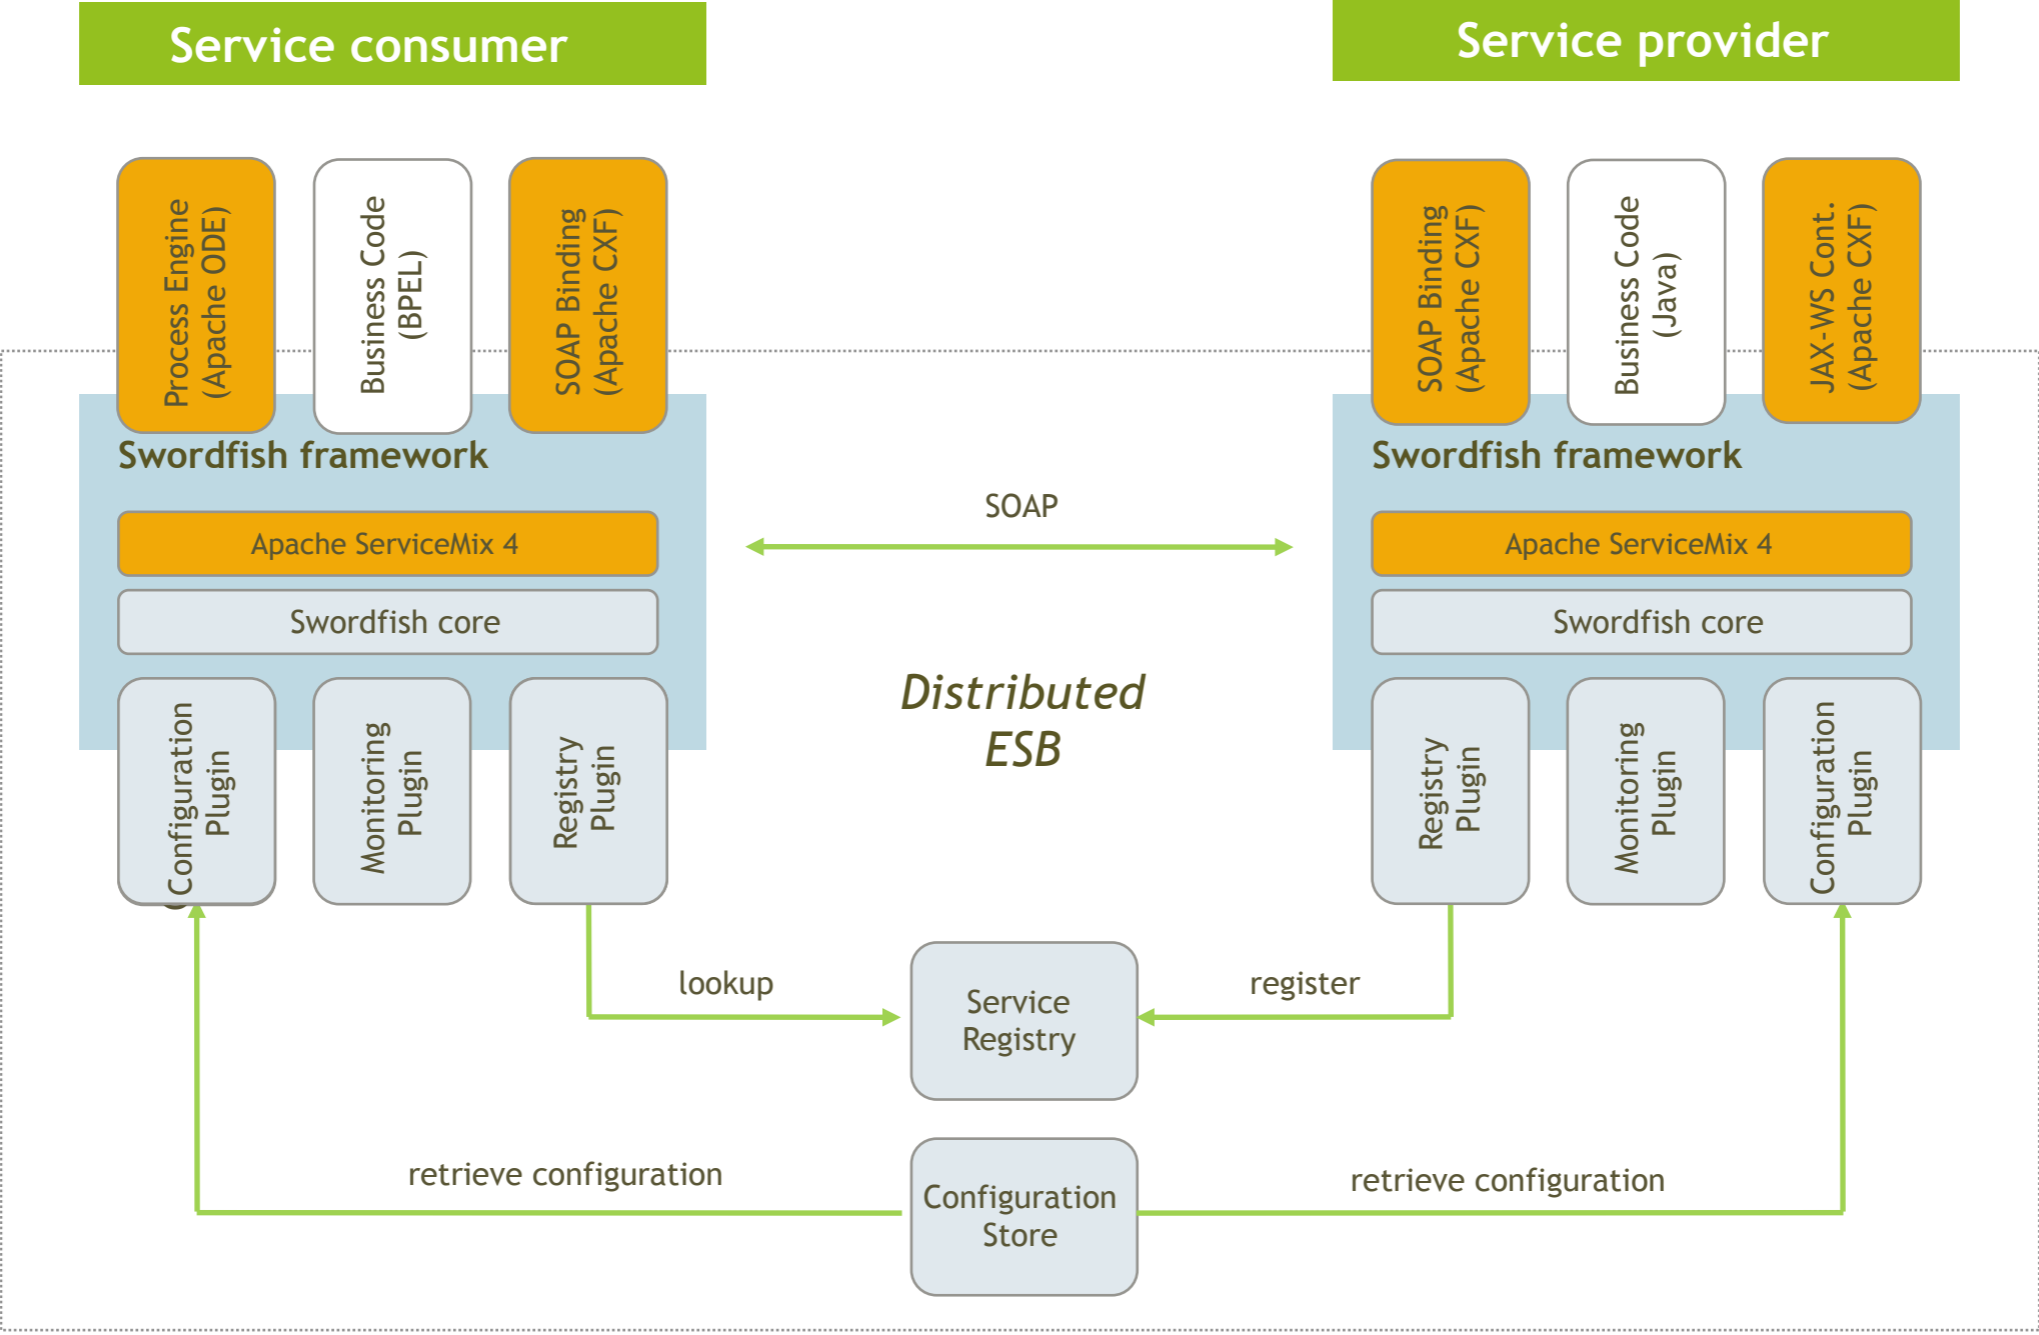 Service consumer
Service provider
Process Engine
(Apache ODE)
Business Code
(BPEL)
SOAP Binding
(Apache CXF)
SOAP Binding
(Apache CXF)
Business Code
(Java)
JAX-WS Cont.
(Apache CXF)
Swordfish framework
Swordfish framework
SOAP
Apache ServiceMix 4
Apache ServiceMix 4
Swordfish core
Swordfish core
Distributed
ESB
Configuration
Plugin
Monitoring
Plugin
Registry
Plugin
Registry
Plugin
Monitoring
Plugin
Configuration
Plugin
lookup
register
Service
Registry
retrieve configuration
retrieve configuration
Configuration
Store